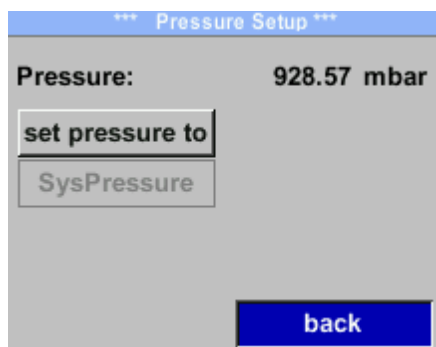 *** Pressure Setup ***
Pressure: 928.57 mbar
set pressure to
SysPressure
back